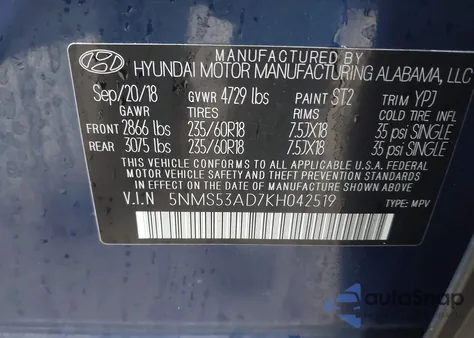 MANUFACTURED BY
HYUNDAI MOTOR MANUFACTURING ALABAMA, LLC
Sep/20/18 GVWR 4729 lbs PAINT ST2 TRIM YPJ
GAWR TIRES RIMS COLD TIRE INFL
FRONT 2866 lbs 235/60R18 7.5JX18 35 psi SINGLE
REAR 3075 lbs 235/60R18 7.5JX18 35 psi SINGLE
THIS VEHICLE CONFORMS TO ALL APPLICABLE U.S.A FEDERAL
MOTOR VEHICLE SAFETY AND THEFT PREVENTION STANDARDS
IN EFFECT ON THE DATE OF MANUFACTURE SHOWN ABOVE.
V.I.N 5NMS53AD7KH042519 TYPE: MPV
autoSnap